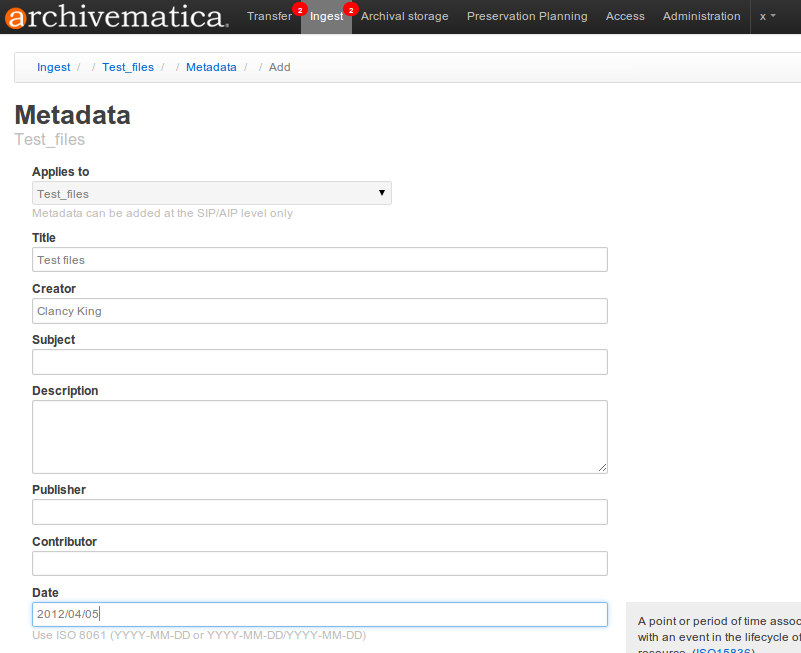 archivematica.
Transfer 2 Ingest 2 Archival storage Preservation Planning Access Administration x
Ingest / / Test_files / / Metadata / / Add
Metadata
Test_files
Applies to
Test_files
Metadata can be added at the SIP/AIP level only
Title
Test files
Creator
Clancy King
Subject
Description
Publisher
Contributor
Date
2012/04/05
Use ISO 8061 (YYYY-MM-DD or YYYY-MM-DD/YYYY-MM-DD)
A point or period of time assoc
with an event in the lifecycle of
resource. (ISO15836)